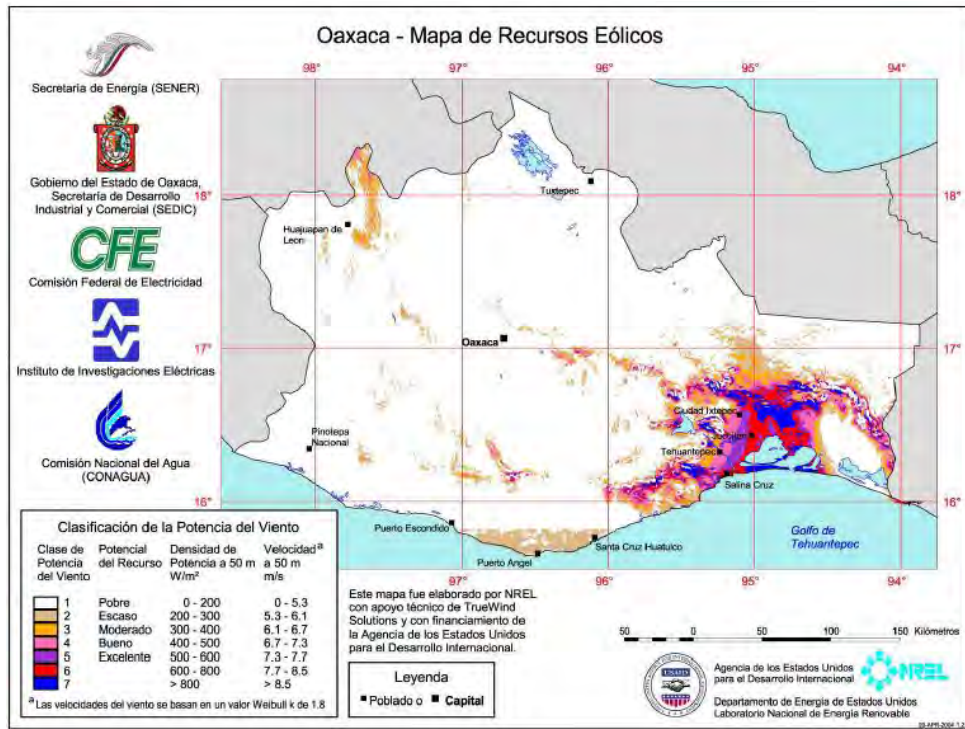 Oaxaca - Mapa de Recursos Eólicos
Secretaría de Energía (SENER)
Gobierno del Estado de Oaxaca,
Secretaría de Desarrollo
Industrial y Comercial (SEDIC)
CFE
Comisión Federal de Electricidad
Instituto de Investigaciones Eléctricas
Comisión Nacional del Agua
(CONAGUA)
98° 97° 96° 95° 94°
Tuxtepec
18° 18°
Huajuapan de
Leon
Oaxaca
17° 17°
Ciudad Ixtepec
Pinotepa
Nacional
Juchitan
Tehuantepec
Salina Cruz
16° 16°
Puerto Escondido
Santa Cruz Huatulco
Puerto Angel
Golfo de
Tehuantepec
97° 96° 95° 94°
Clasificación de la Potencia del Viento
Clase de Potencia del Viento Potencial del Recurso Densidad de Potencia a 50 m W/m² Velocidad a a 50 m m/s
1 Pobre 0 - 200 0 - 5.3
2 Escaso 200 - 300 5.3 - 6.1
3 Moderado 300 - 400 6.1 - 6.7
4 Bueno 400 - 500 6.7 - 7.3
5 Excelente 500 - 600 7.3 - 7.7
6 600 - 800 7.7 - 8.5
7 > 800 > 8.5
a Las velocidades del viento se basan en un valor Weibull k de 1.8
Este mapa fue elaborado por NREL
con apoyo técnico de TrueWind
Solutions y con financiamiento de
la Agencia de los Estados Unidos
para el Desarrollo Internacional.
Leyenda
Poblado o Capital
50 0 50 100 150 Kilómetros
USAID
Agencia de los Estados Unidos
para el Desarrollo Internacional
NREL
Departamento de Energía de Estados Unidos
Laboratorio Nacional de Energía Renovable